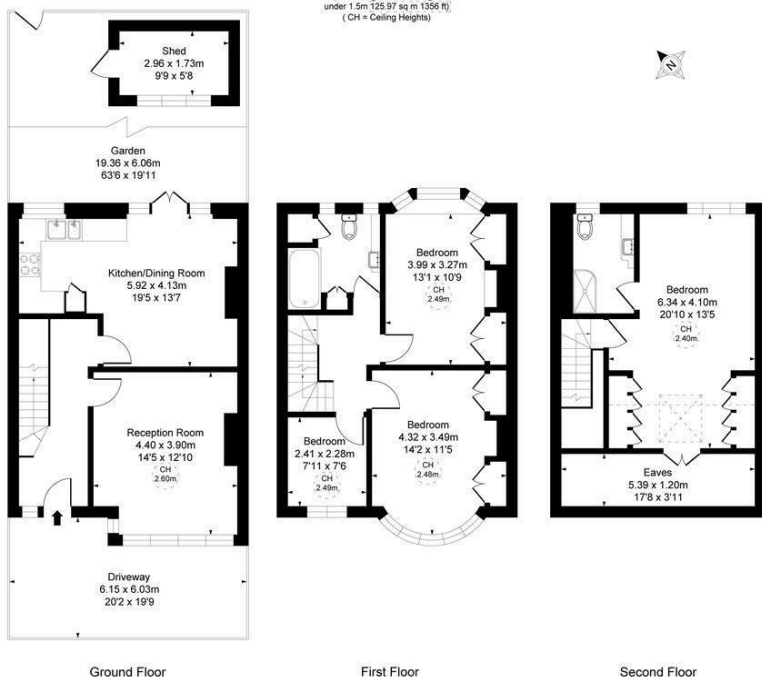 under 1.5m 125.97 sq m 1356 ft)
( CH = Ceiling Heights)
N
Shed
2.96 x 1.73m
9'9 x 5'8
Garden
19.36 x 6.06m
63'6 x 19'11
Kitchen/Dining Room
5.92 x 4.13m
19'5 x 13'7
Reception Room
4.40 x 3.90m
14'5 x 12'10
CH
2.60m
Driveway
6.15 x 6.03m
20'2 x 19'9
Ground Floor
Bedroom
3.99 x 3.27m
13'1 x 10'9
CH
2.49m
Bedroom
4.32 x 3.49m
14'2 x 11'5
CH
2.48m
Bedroom
2.41 x 2.28m
7'11 x 7'6
CH
2.49m
First Floor
Bedroom
6.34 x 4.10m
20'10 x 13'5
CH
2.40m
Eaves
5.39 x 1.20m
17'8 x 3'11
Second Floor